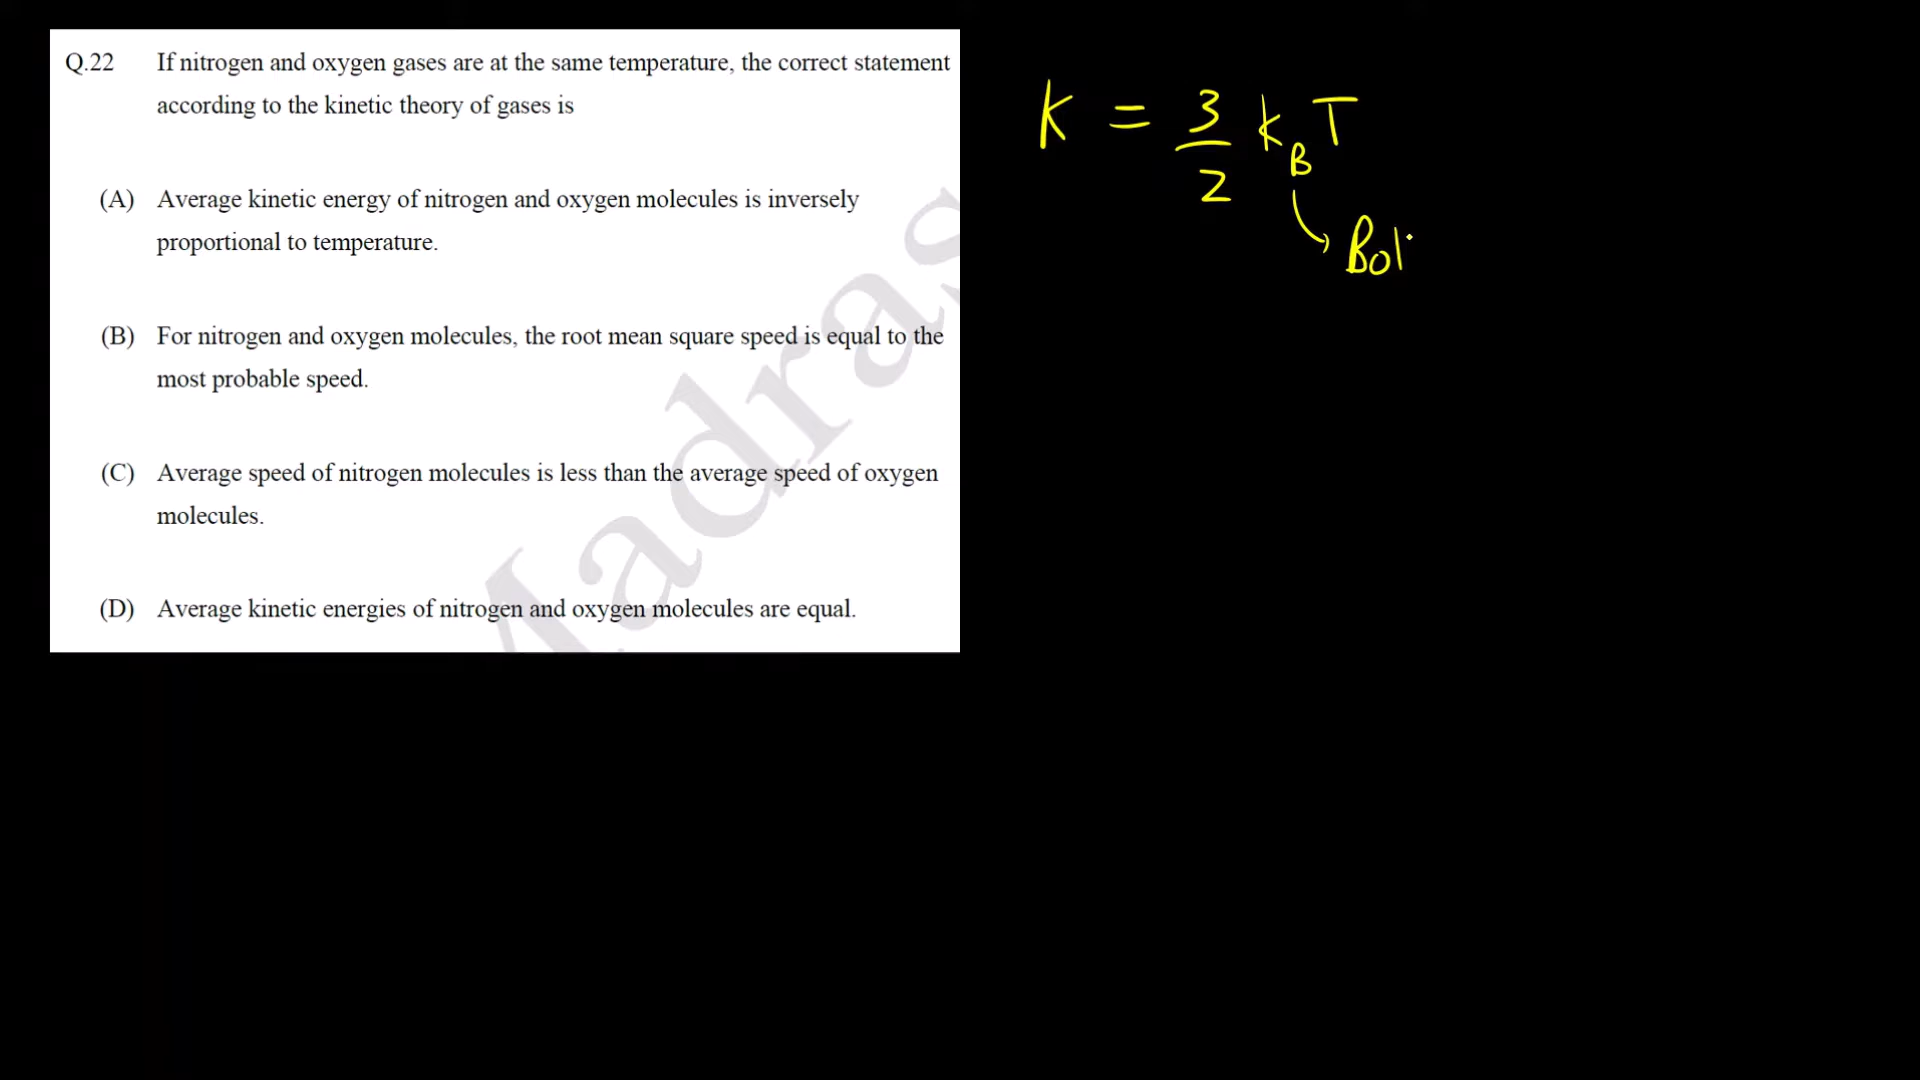 Q.22 If nitrogen and oxygen gases are at the same temperature, the correct statement
according to the kinetic theory of gases is
(A) Average kinetic energy of nitrogen and oxygen molecules is inversely
proportional to temperature.
(B) For nitrogen and oxygen molecules, the root mean square speed is equal to the
most probable speed.
(C) Average speed of nitrogen molecules is less than the average speed of oxygen
molecules.
(D) Average kinetic energies of nitrogen and oxygen molecules are equal.
Madras
K = 3/2 k_B T
Bol